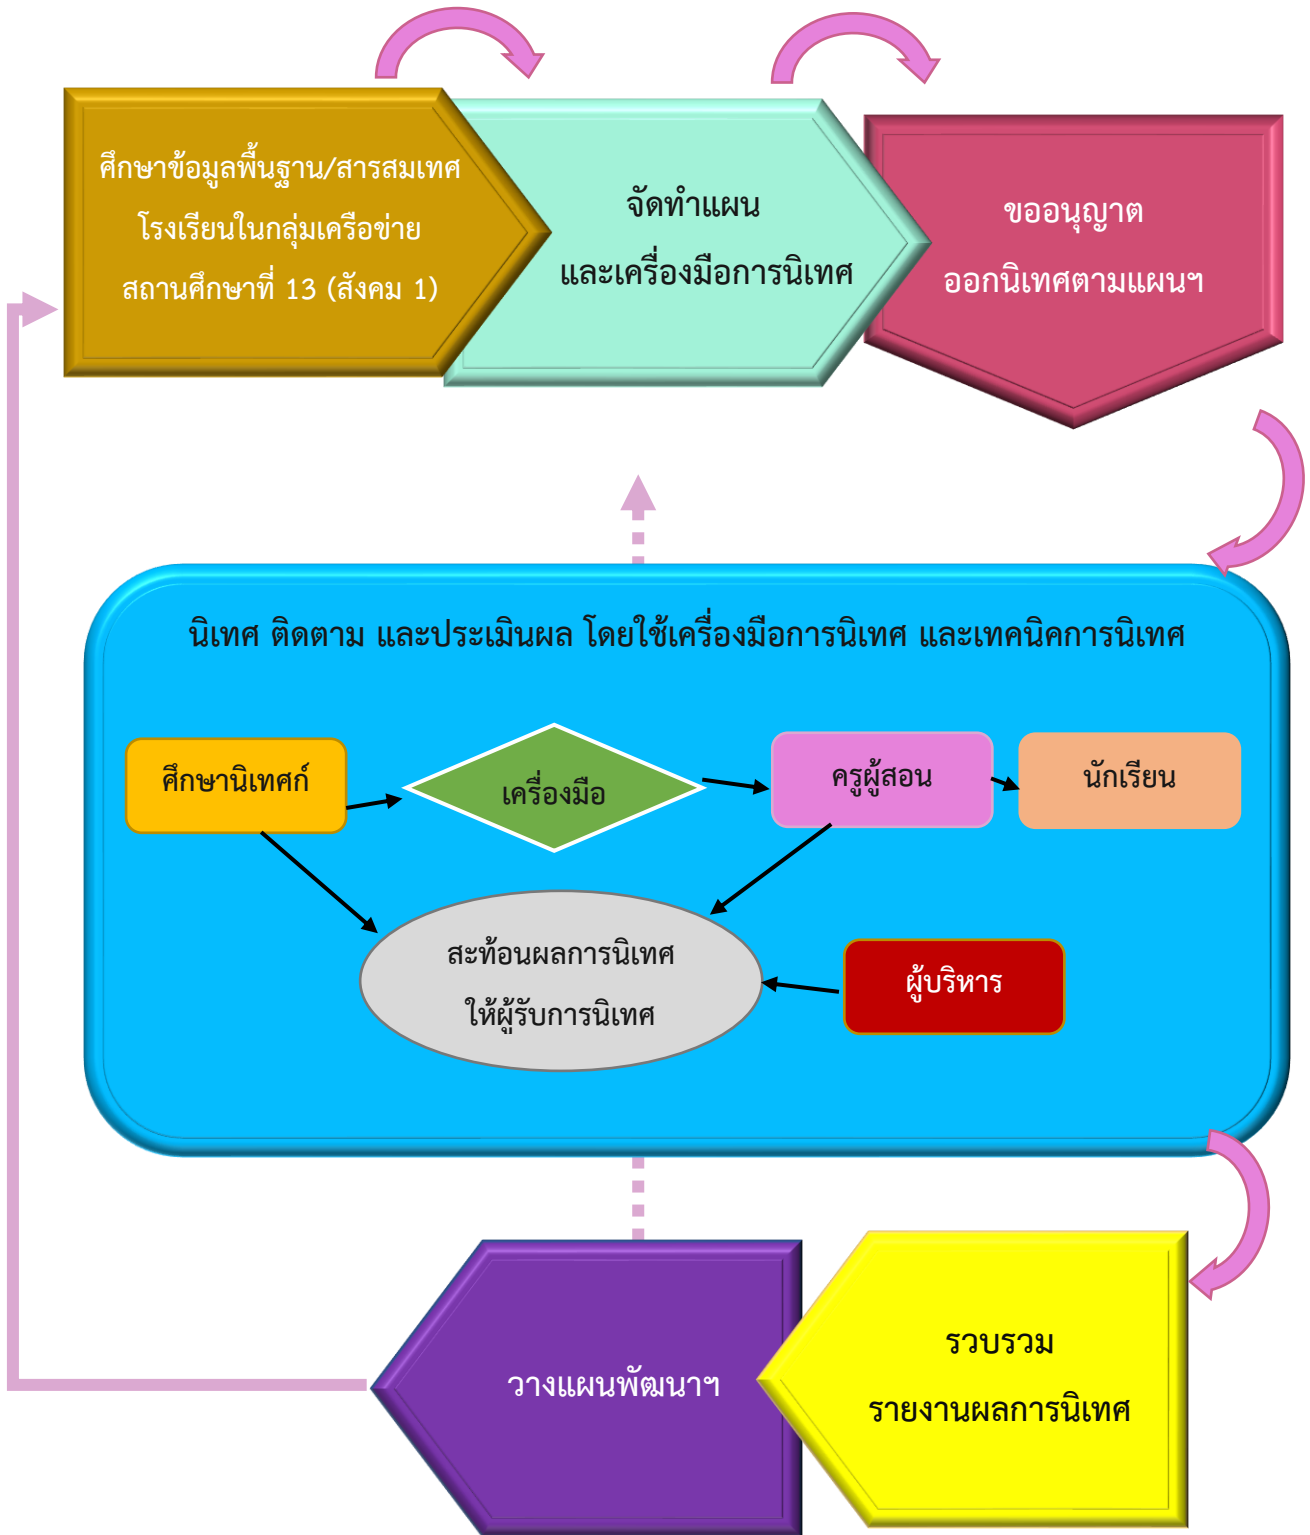 ศึกษาข้อมูลพื้นฐาน/สารสมเทศ
โรงเรียนในกลุ่มเครือข่าย
สถานศึกษาที่ 13 (สังคม 1)
จัดทำแผน
และเครื่องมือการนิเทศ
ขออนุญาต
ออกนิเทศตามแผนฯ
นิเทศ ติดตาม และประเมินผล โดยใช้เครื่องมือการนิเทศ และเทคนิคการนิเทศ
ศึกษานิเทศก์
เครื่องมือ
ครูผู้สอน
นักเรียน
สะท้อนผลการนิเทศ
ให้ผู้รับการนิเทศ
ผู้บริหาร
วางแผนพัฒนาฯ
รวบรวม
รายงานผลการนิเทศ